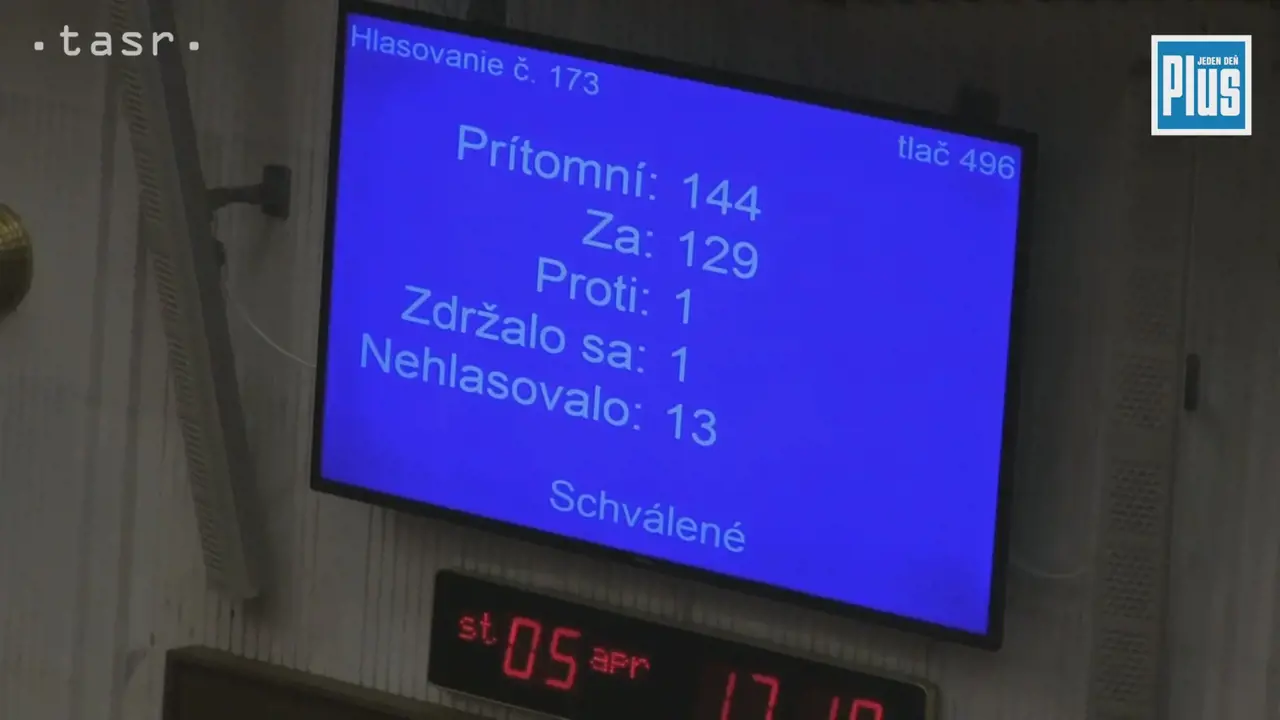 .tasr.
JEDEN DEŇ
Plus
Hlasovanie č. 173
tlač 496
Prítomní: 144
Za: 129
Proti: 1
Zdržalo sa: 1
Nehlasovalo: 13
Schválené
st 05 apr 17